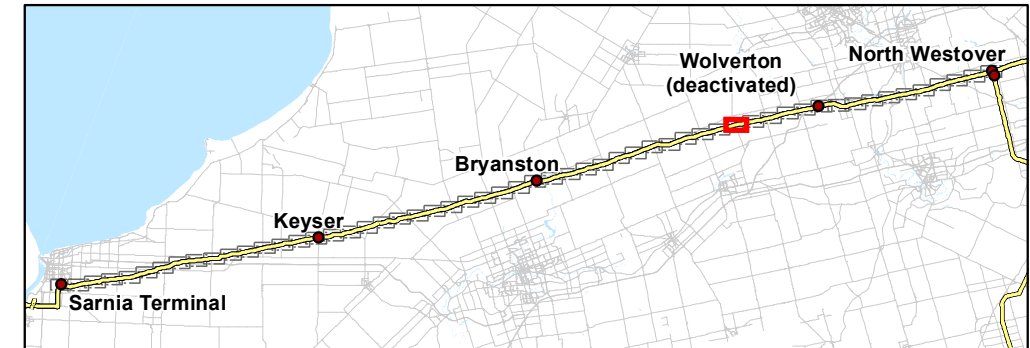 North Westover
Wolverton
(deactivated)
Bryanston
Keyser
Sarnia Terminal